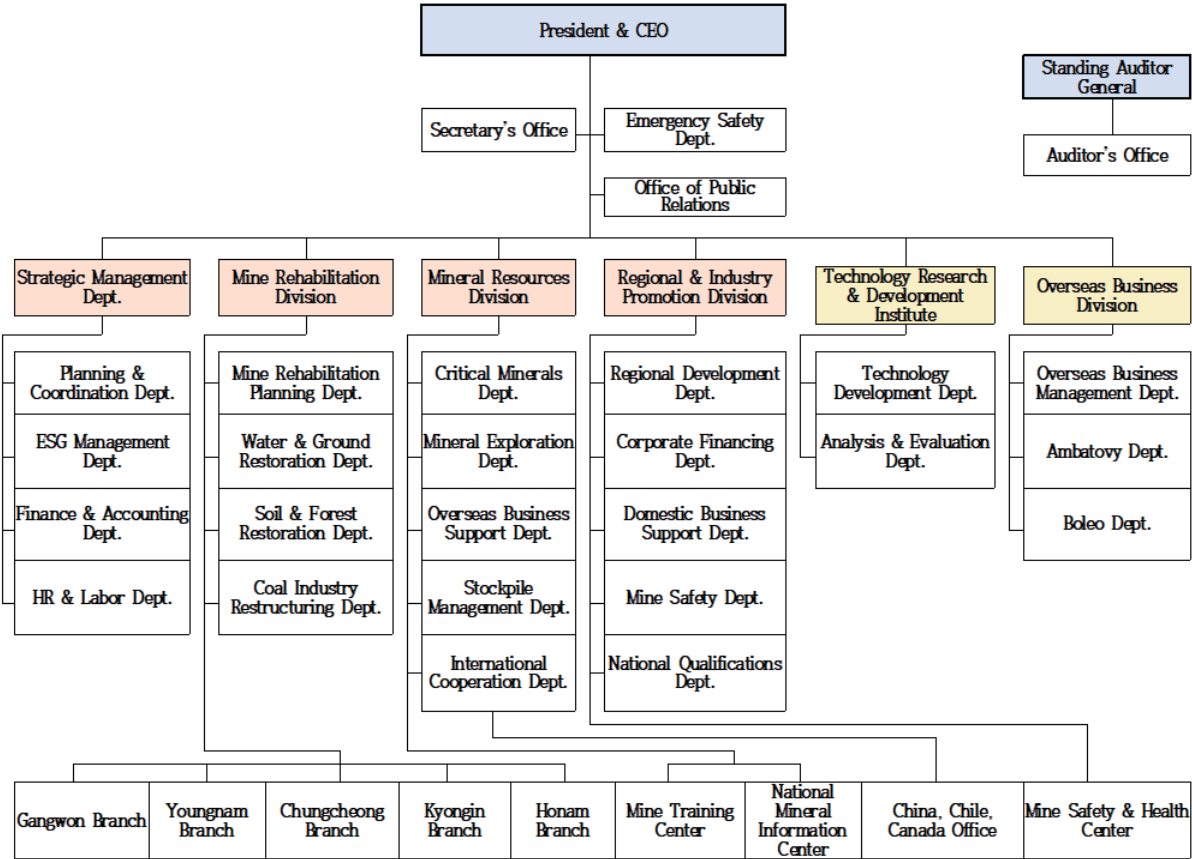 President & CEO
Standing Auditor
General
Secretary's Office
Emergency Safety
Dept.
Auditor's Office
Office of Public
Relations
Strategic Management
Dept.
Mine Rehabilitation
Division
Mineral Resources
Division
Regional & Industry
Promotion Division
Technology Research
& Development
Institute
Overseas Business
Division
Planning &
Coordination Dept.
ESG Management
Dept.
Finance & Accounting
Dept.
HR & Labor Dept.
Mine Rehabilitation
Planning Dept.
Water & Ground
Restoration Dept.
Soil & Forest
Restoration Dept.
Coal Industry
Restructuring Dept.
Critical Minerals
Dept.
Mineral Exploration
Dept.
Overseas Business
Support Dept.
Stockpile
Management Dept.
International
Cooperation Dept.
Regional Development
Dept.
Corporate Financing
Dept.
Domestic Business
Support Dept.
Mine Safety Dept.
National Qualifications
Dept.
Technology
Development Dept.
Analysis & Evaluation
Dept.
Overseas Business
Management Dept.
Ambatovy Dept.
Boleo Dept.
Gangwon Branch
Youngnam
Branch
Chungcheong
Branch
Kyongin
Branch
Honam
Branch
Mine Training
Center
National
Mineral
Information
Center
China, Chile,
Canada Office
Mine Safety & Health
Center